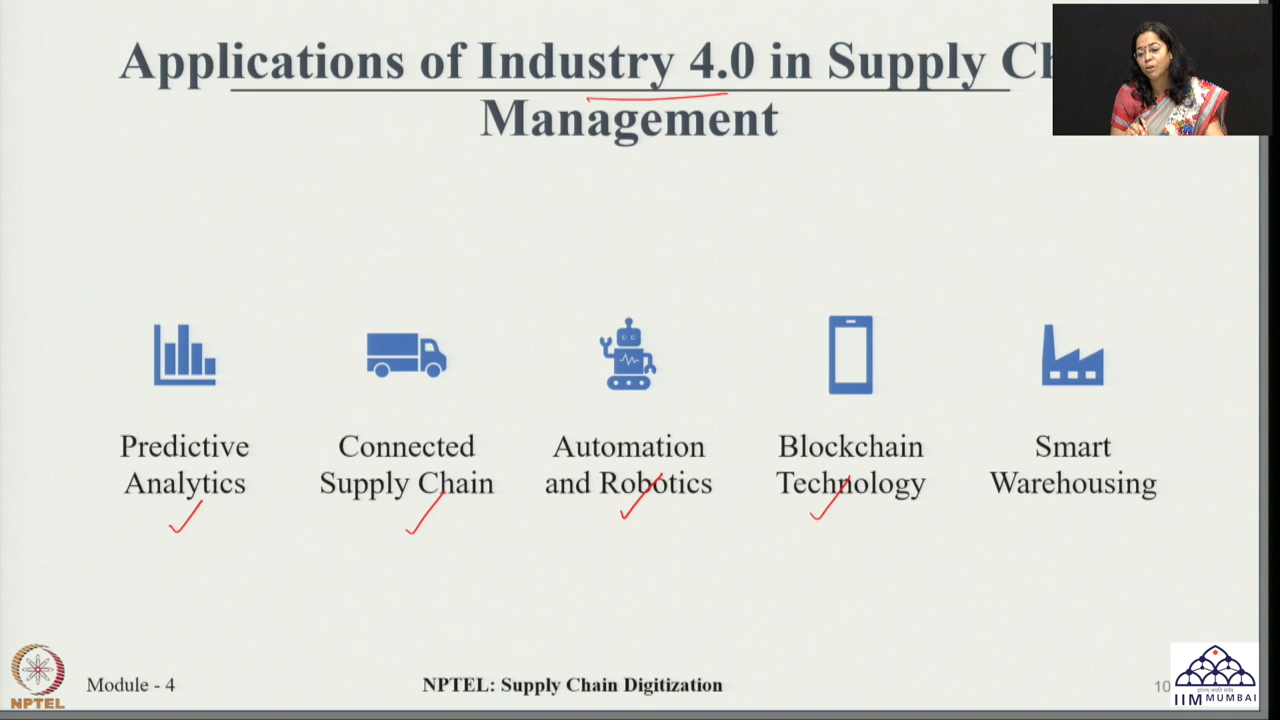 Applications of Industry 4.0 in Supply Ch
Management
Predictive
Analytics
Connected
Supply Chain
Automation
and Robotics
Blockchain
Technology
Smart
Warehousing
NPTEL
Module - 4
NPTEL: Supply Chain Digitization
10
IIM MUMBAI